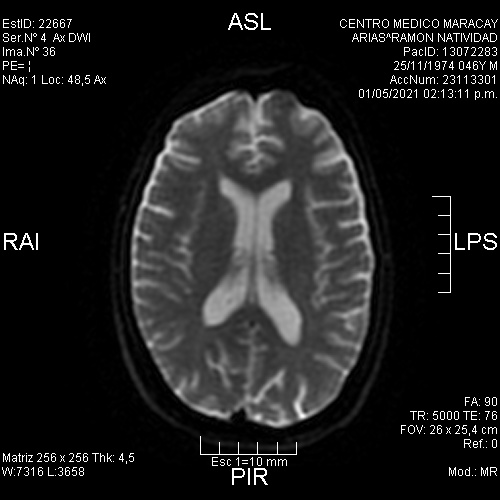 EstID: 22667
Ser.Nº 4 Ax DWI
Ima.Nº 36
PE= ¦
NAq: 1 Loc: 48,5 Ax
ASL
CENTRO MEDICO MARACAY
ARIAS^RAMON NATIVIDAD
PacID: 13072283
25/11/1974 046Y M
AccNum: 23113301
01/05/2021 02:13:11 p.m.
RAI
LPS
FA: 90
TR: 5000 TE: 76
FOV: 26 x 25,4 cm
Ref.: 0
Mod.: MR
Matriz 256 x 256 Thk: 4,5
W:7316 L:3658
Esc 1=10 mm
PIR